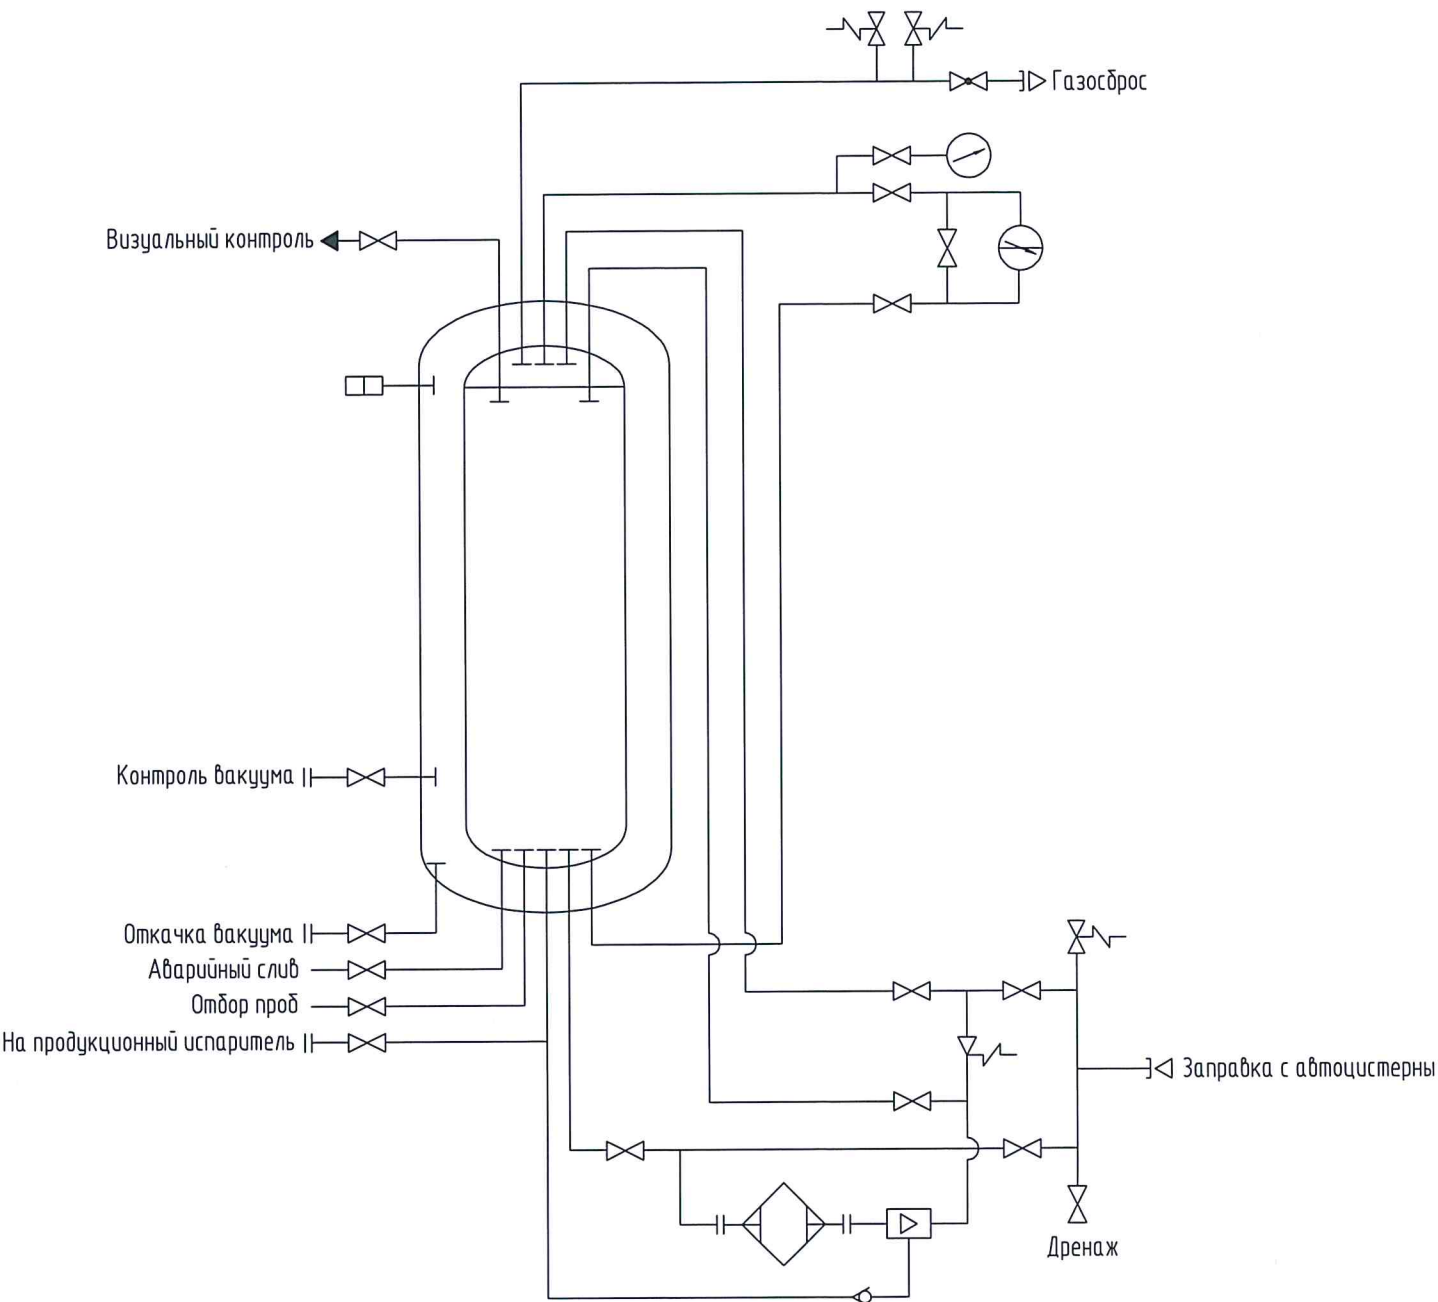 Газосброс
Визуальный контроль
Контроль вакуума
Откачка вакуума
Аварийный слив
Отбор проб
На продукционный испаритель
Заправка с автоцистерны
Дренаж